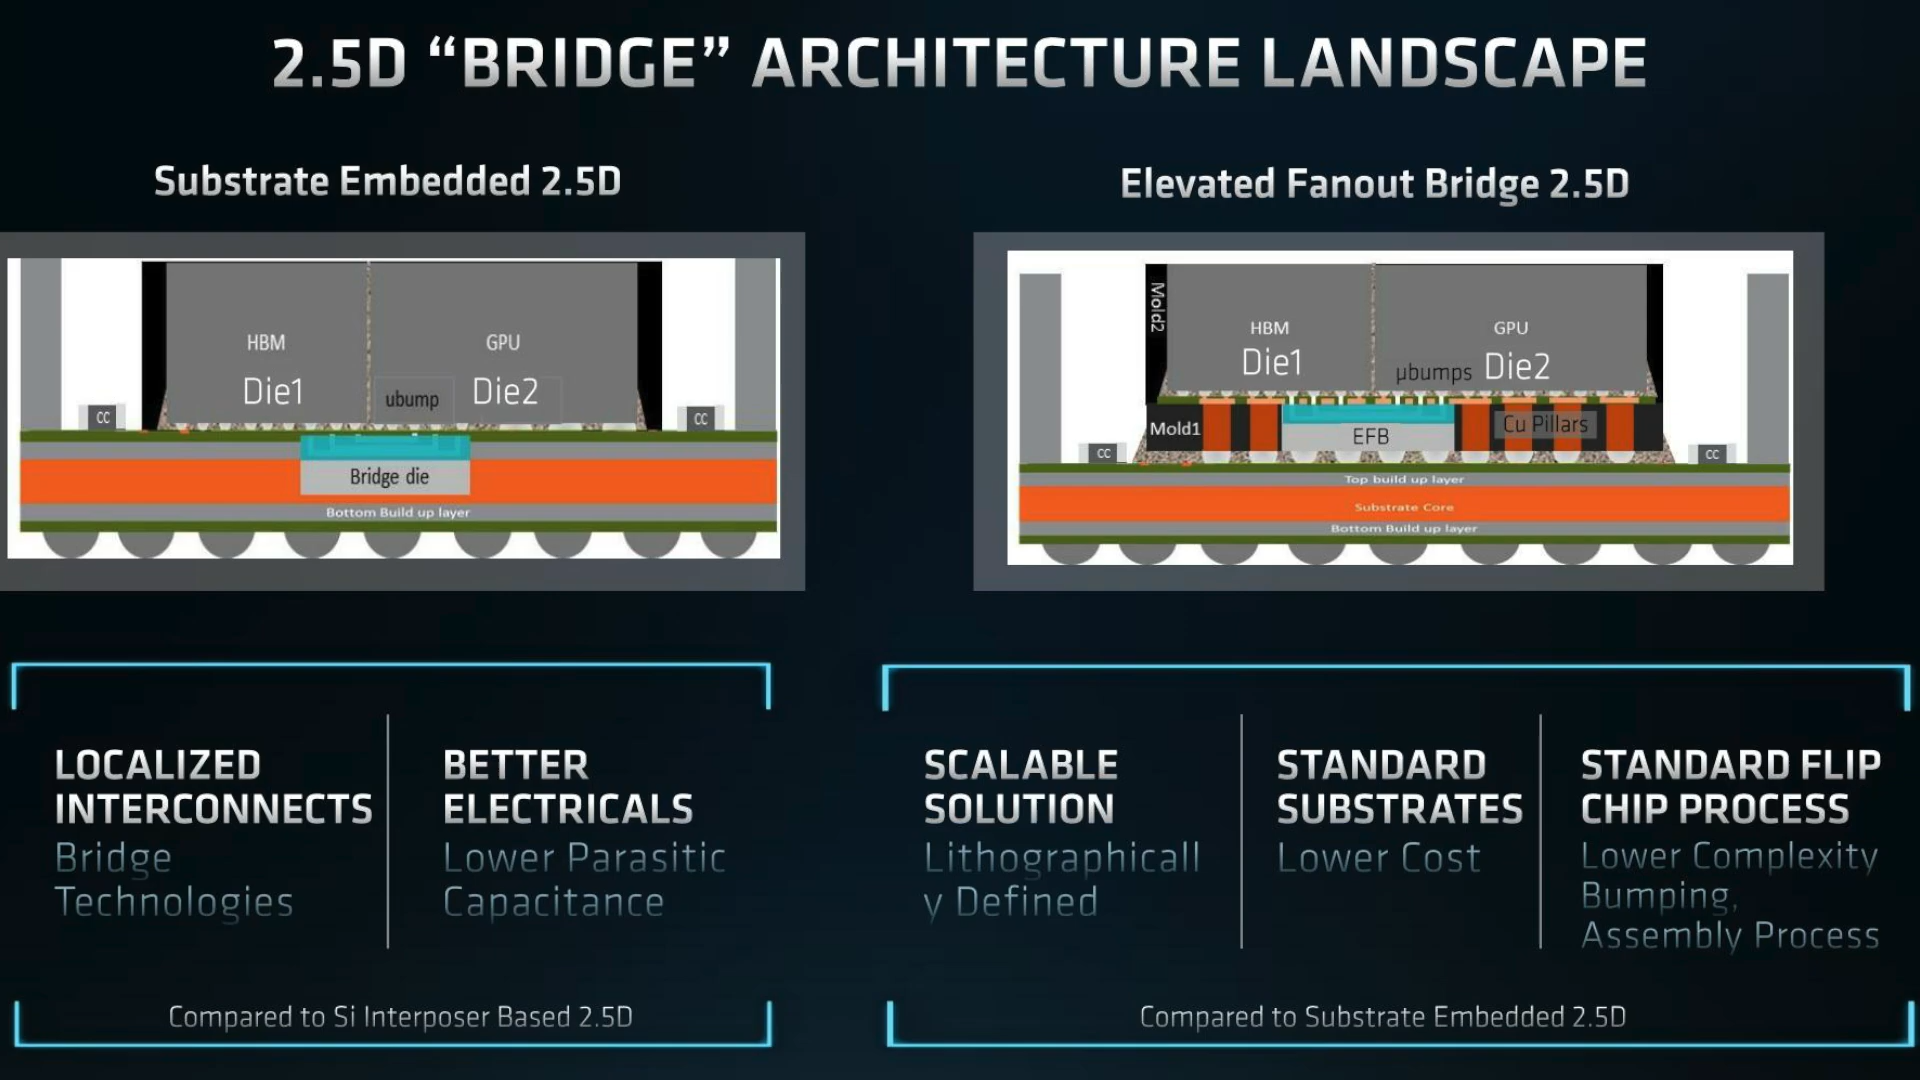 2.5D “BRIDGE” ARCHITECTURE LANDSCAPE
Substrate Embedded 2.5D
HBM
GPU
Die1
ubump
Die2
CC
CC
Bridge die
Bottom Build up layer
Elevated Fanout Bridge 2.5D
Mold2
HBM
GPU
Die1
µbumps
Die2
Mold1
EFB
Cu Pillars
CC
CC
Top build up layer
Substrate Core
Bottom Build up layer
LOCALIZED
INTERCONNECTS
Bridge
Technologies
BETTER
ELECTRICALS
Lower Parasitic
Capacitance
Compared to Si Interposer Based 2.5D
SCALABLE
SOLUTION
Lithographicall
y Defined
STANDARD
SUBSTRATES
Lower Cost
STANDARD FLIP
CHIP PROCESS
Lower Complexity
Bumping,
Assembly Process
Compared to Substrate Embedded 2.5D